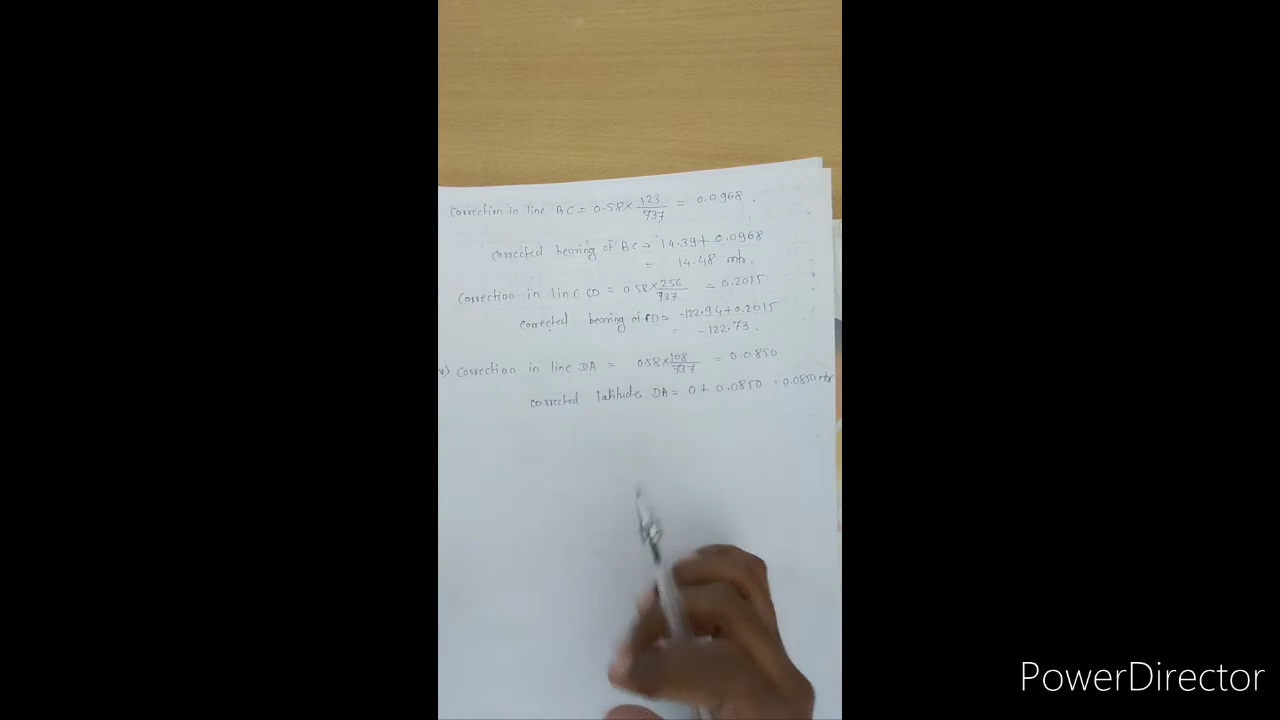 Correction in line BC = 0.58 × 123/737 = 0.0968.
Corrected bearing of BC = 14.39 + 0.0968
= 14.48 mtr.
Correction in line CD = 0.58 × 256/737 = 0.2015
corrected bearing of CD = -122.94 + 0.2015
= -122.73.
v) Correction in line DA = 0.58 × 108/737 = 0.0850
corrected latitude DA = 0 + 0.0850 = 0.0850 mtr
PowerDirector